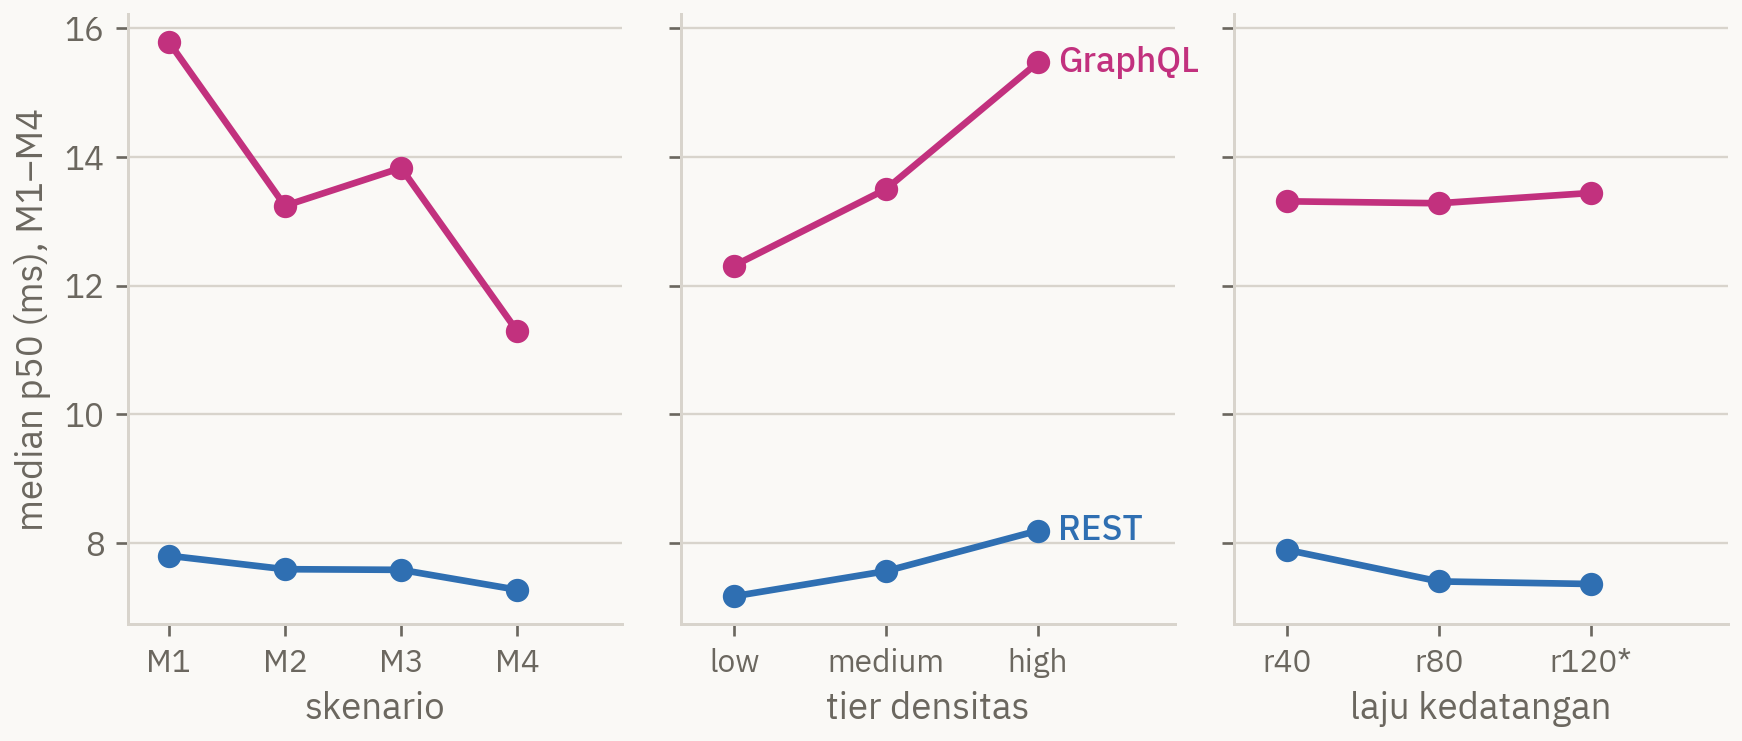 median p50 (ms), M1–M4
16
14
12
10
8
M1 M2 M3 M4
skenario
GraphQL
REST
low medium high
tier densitas
r40 r80 r120*
laju kedatangan